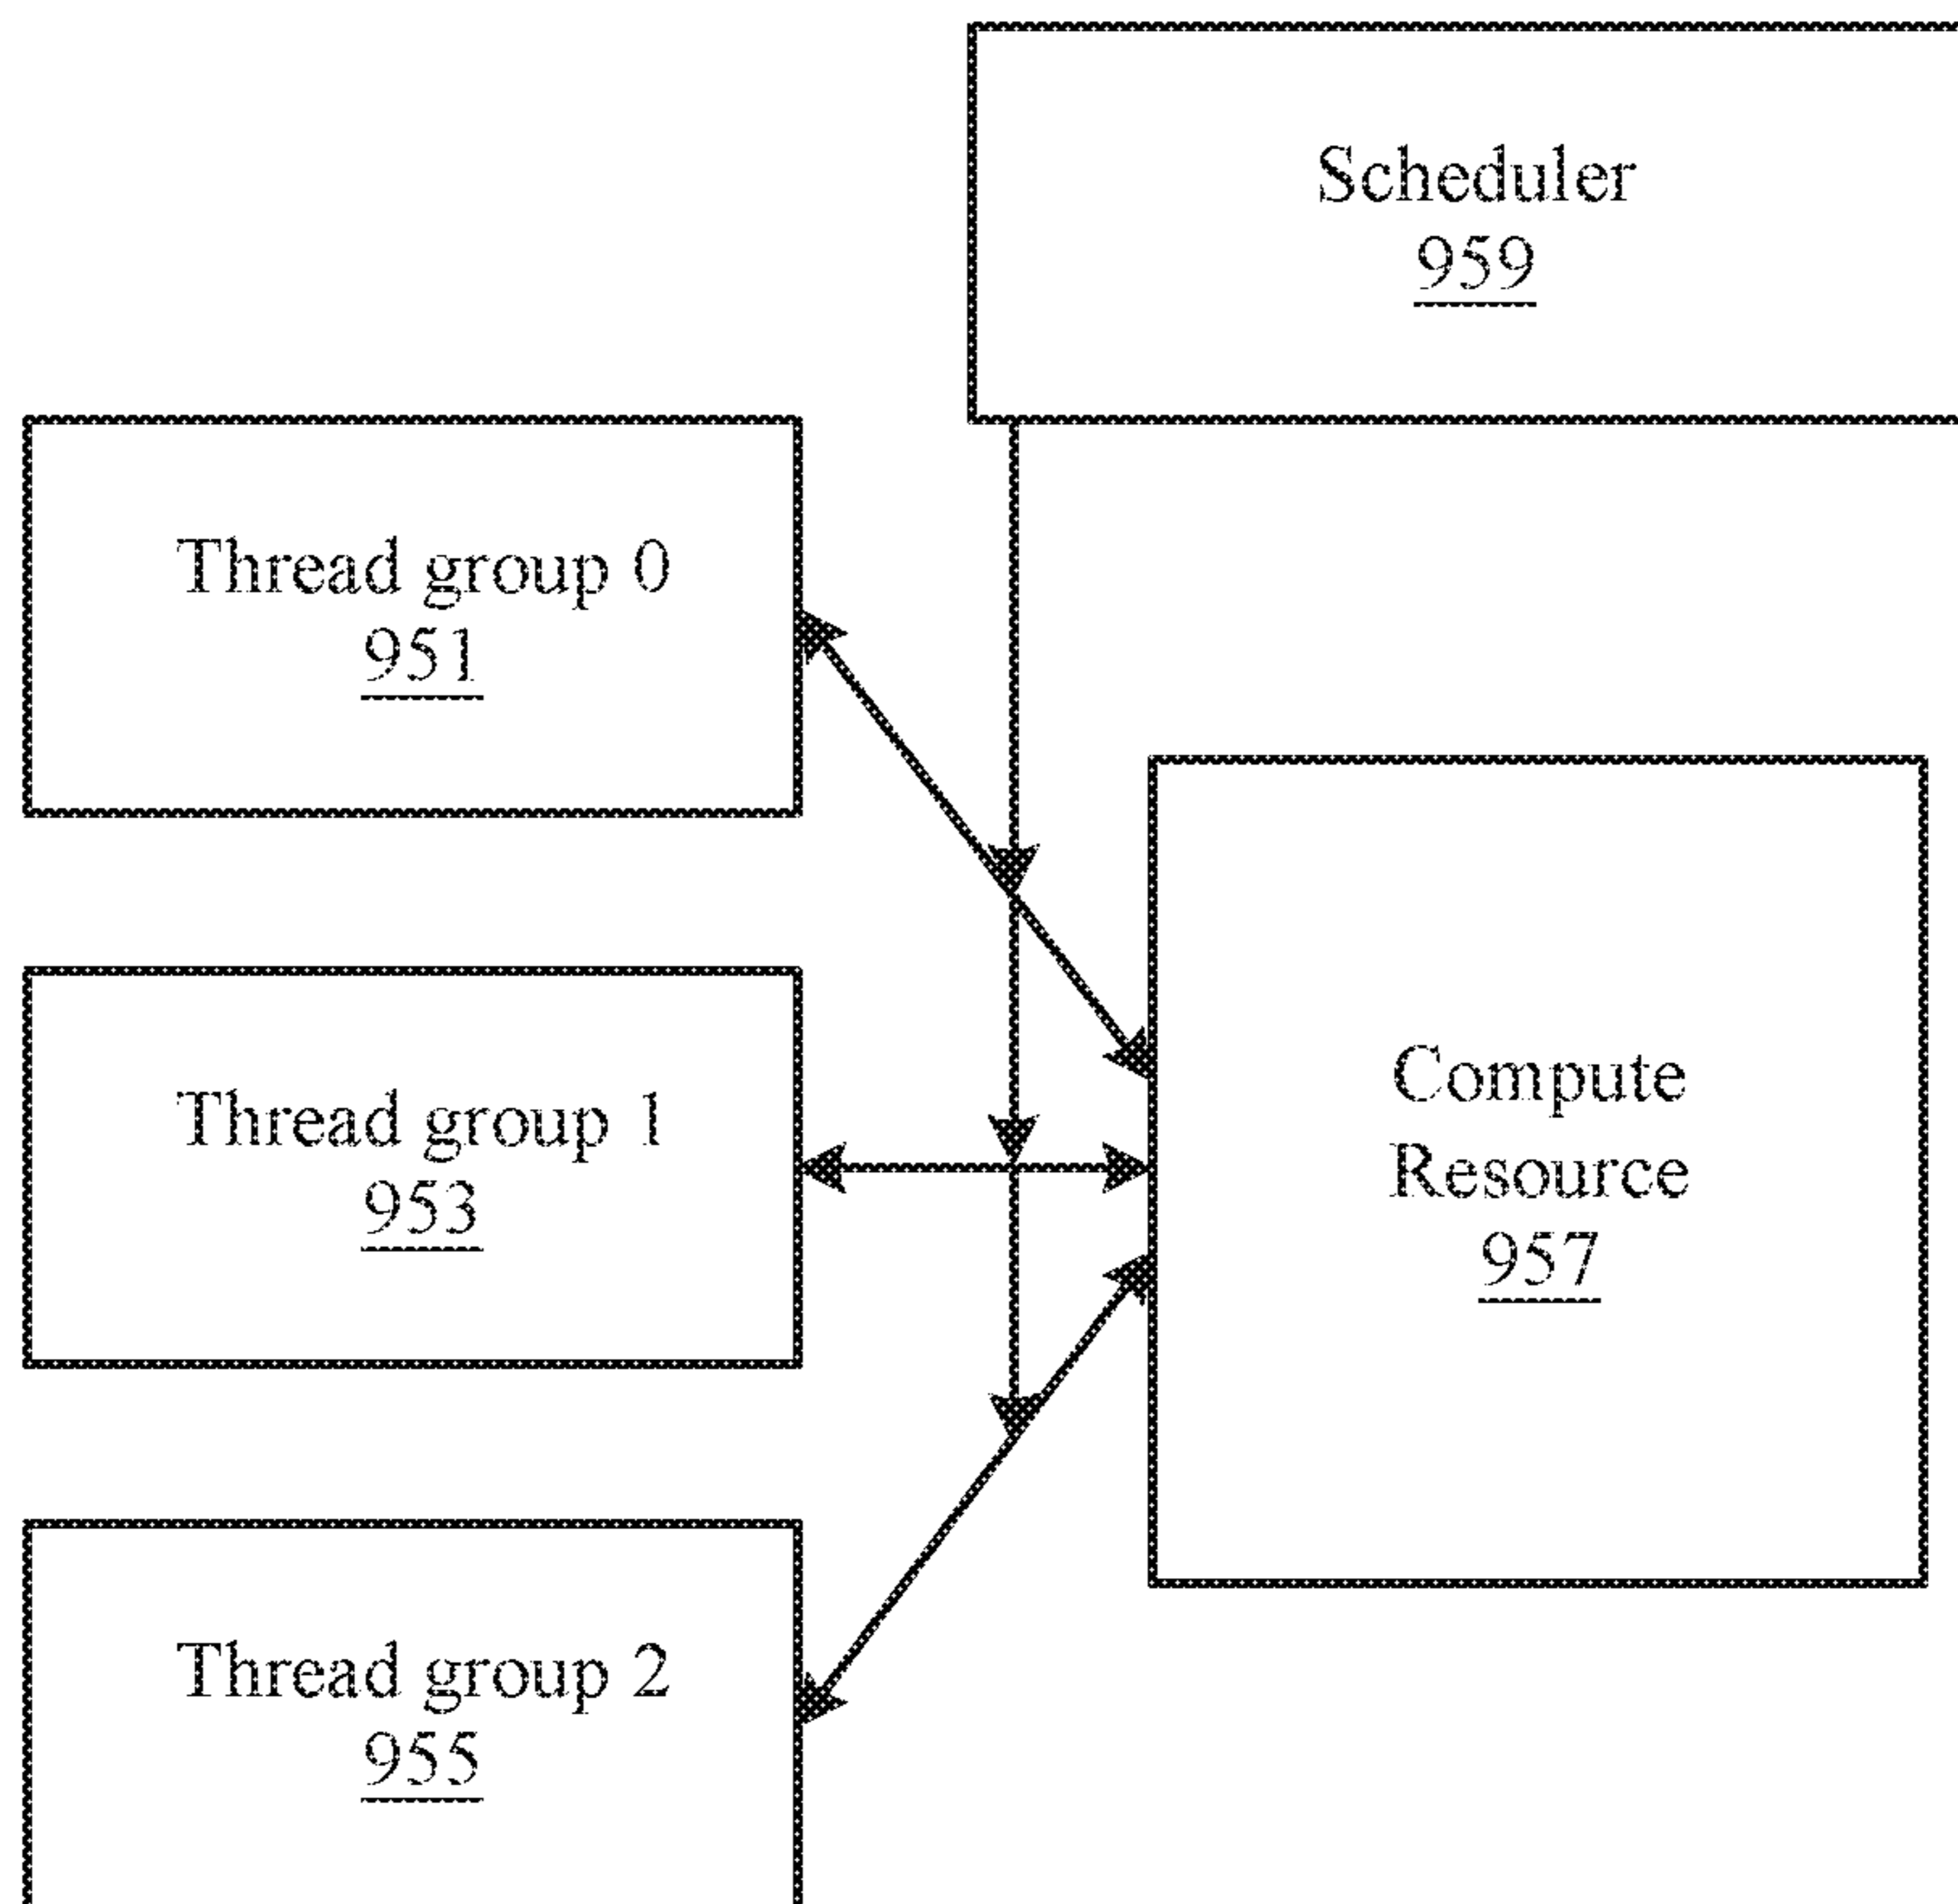 Scheduler
959
Thread group 0
951
Thread group 1
953
Compute
Resource
957
Thread group 2
955